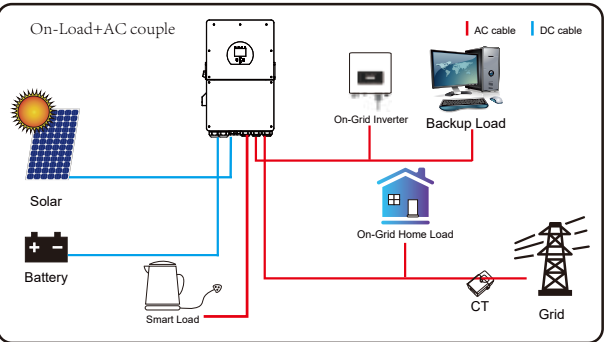 On-Load+AC couple
AC cable
DC cable
On-Grid Inverter
Backup Load
Solar
On-Grid Home Load
Battery
Smart Load
CT
Grid